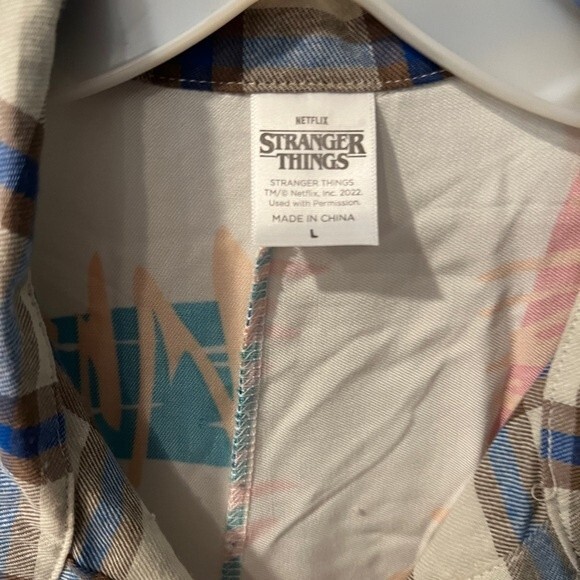 NETFLIX
STRANGER
THINGS
STRANGER THINGS
TM/© Netflix, Inc. 2022.
Used with Permission.
MADE IN CHINA
L